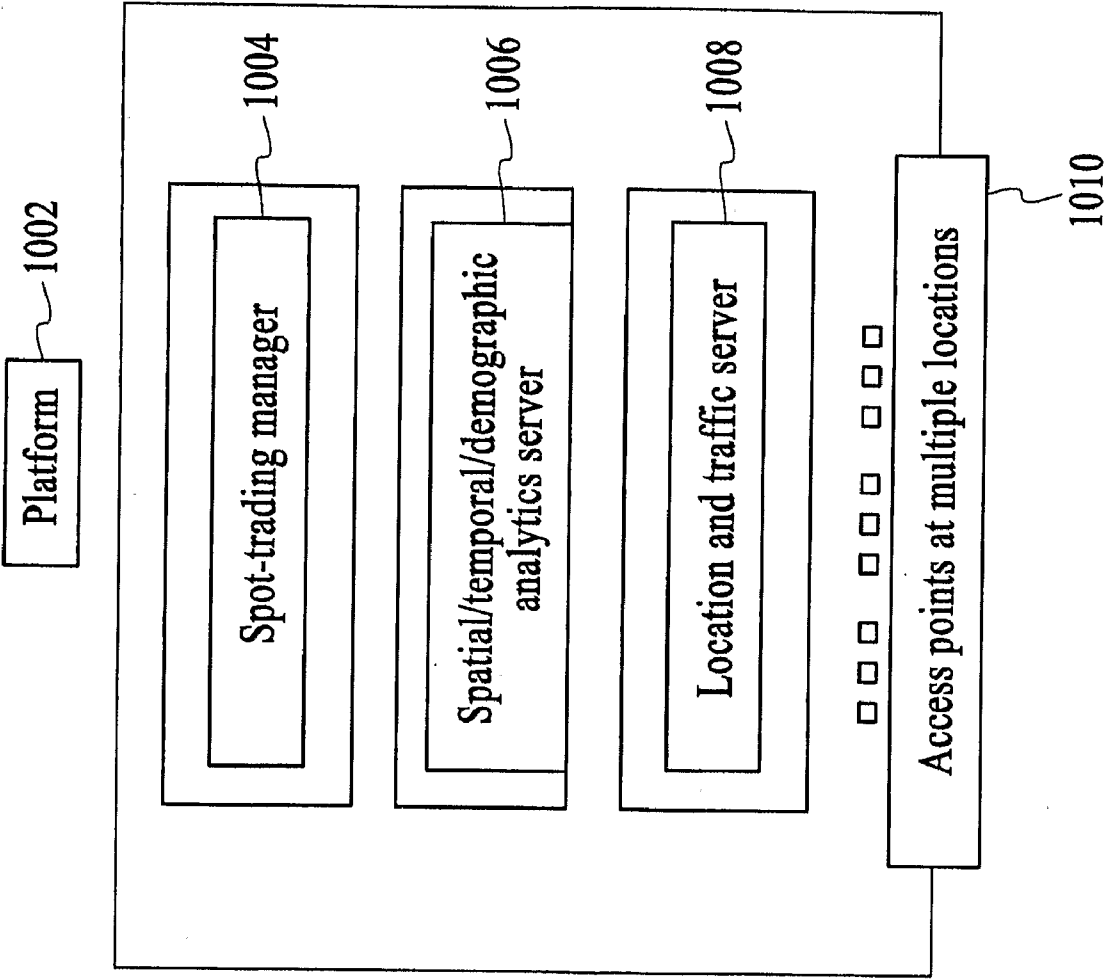 Platform
1002
Spot-trading manager
1004
Spatial/temporal/demographic
analytics server
1006
Location and traffic server
1008
Access points at multiple locations
1010